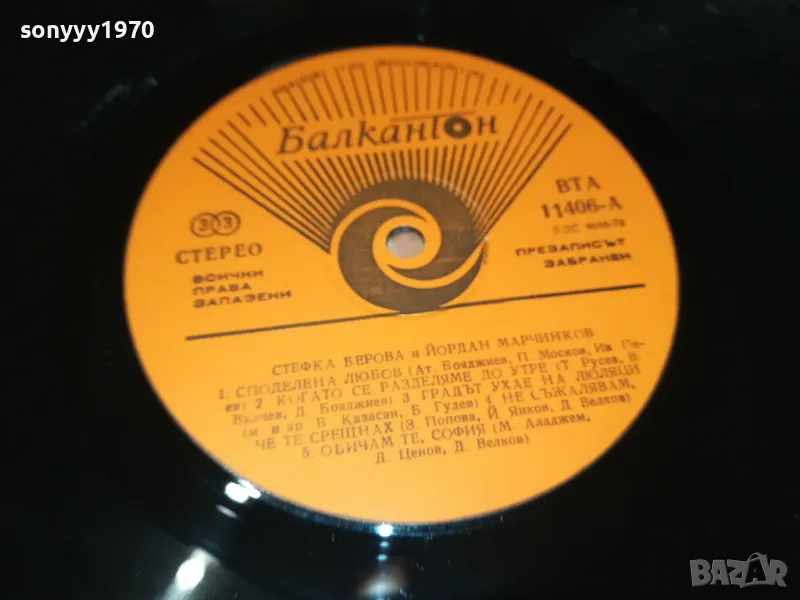 sonyyy1970
Балкантон
33
СТЕРЕО
ВСИЧКИ
ПРАВА
ЗАПАЗЕНИ
ВТА
11406-А
ПРЕЗАПИСЪТ
ЗАБРАНЕН
СТЕФКА БЕРОВА и ЙОРДАН МАРЧИНКОВ
1. СПОДЕЛЕНА ЛЮБОВ (Ат. Бояджиев, П. Москов, Ив. Пе-
ев) 2 КОГАТО СЕ РАЗДЕЛЯМЕ ДО УТРЕ (Т Русев, В.
Вълчев, Д. Бояджиев) 3 ГРАДЪТ УХАЕ НА ЛЮЛЯЦИ
(м. и ар В. Казасян, Б. Гудев) 4 НЕ СЪЖАЛЯВАМ,
ЧЕ ТЕ СРЕЩНАХ (З. Попова, Й. Янков, Д Велков)
5. ОБИЧАМ ТЕ, СОФИЯ (М. Аладжем,
Д. Ценов, Д. Велков)
BAZAR